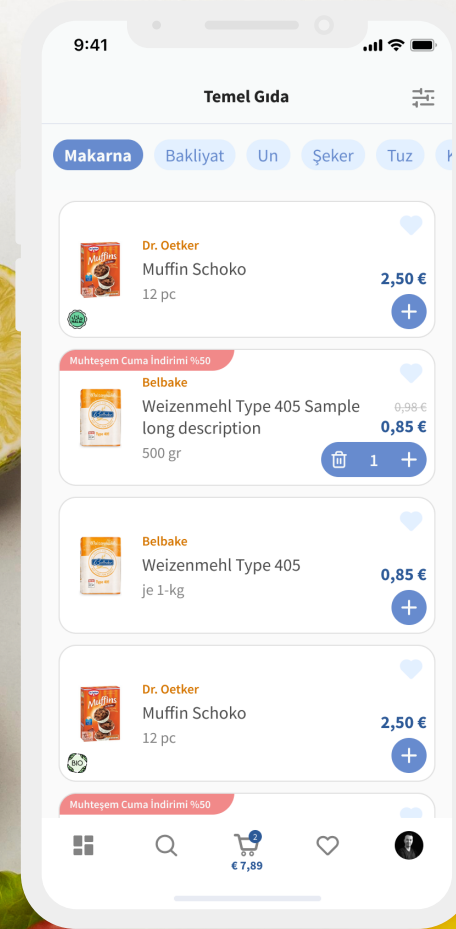 9:41
Temel Gıda
Makarna Bakliyat Un Şeker Tuz
Dr. Oetker
Muffins
Muffin Schoko
12 pc
2,50 €
Muhteşem Cuma İndirimi %50
Belbake
Weizenmehl Type 405 Sample
long description
0,98 €
0,85 €
500 gr
1
Belbake
Weizenmehl Type 405
je 1-kg
0,85 €
Dr. Oetker
Muffins
Muffin Schoko
12 pc
2,50 €
BIO
Muhteşem Cuma İndirimi %50
2
€ 7,89